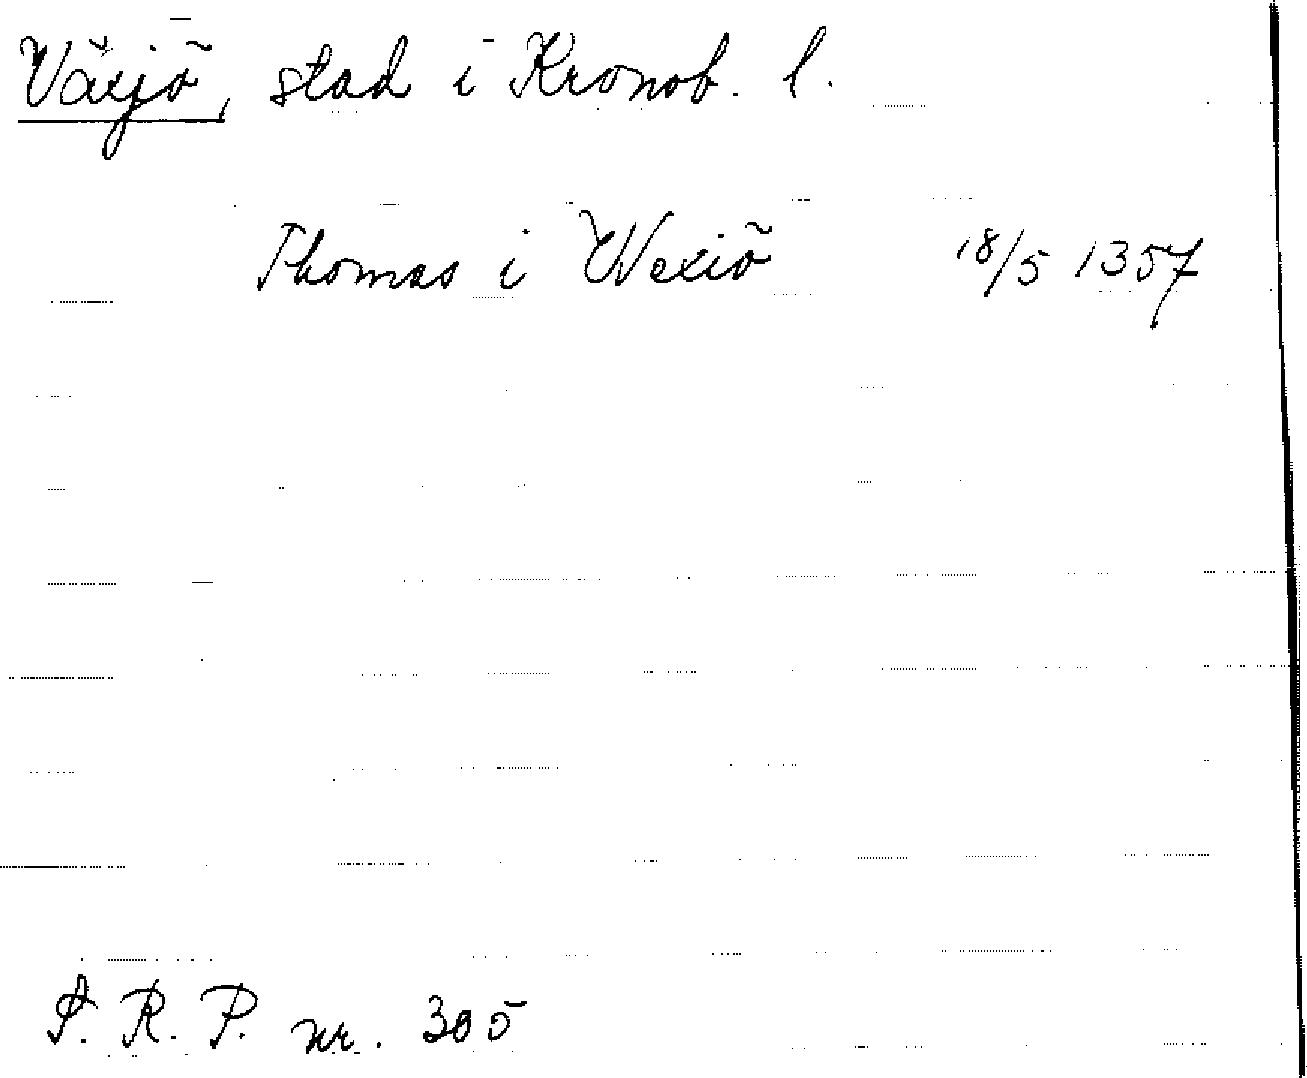 Växjö, stad i Kronob. l.
Thomas i Wexiö 18/5 1357
S. R. P. nr. 305